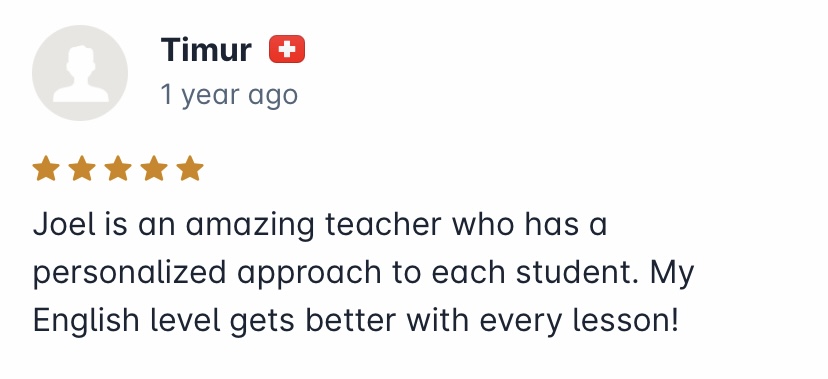 Timur
1 year ago
Joel is an amazing teacher who has a
personalized approach to each student. My
English level gets better with every lesson!